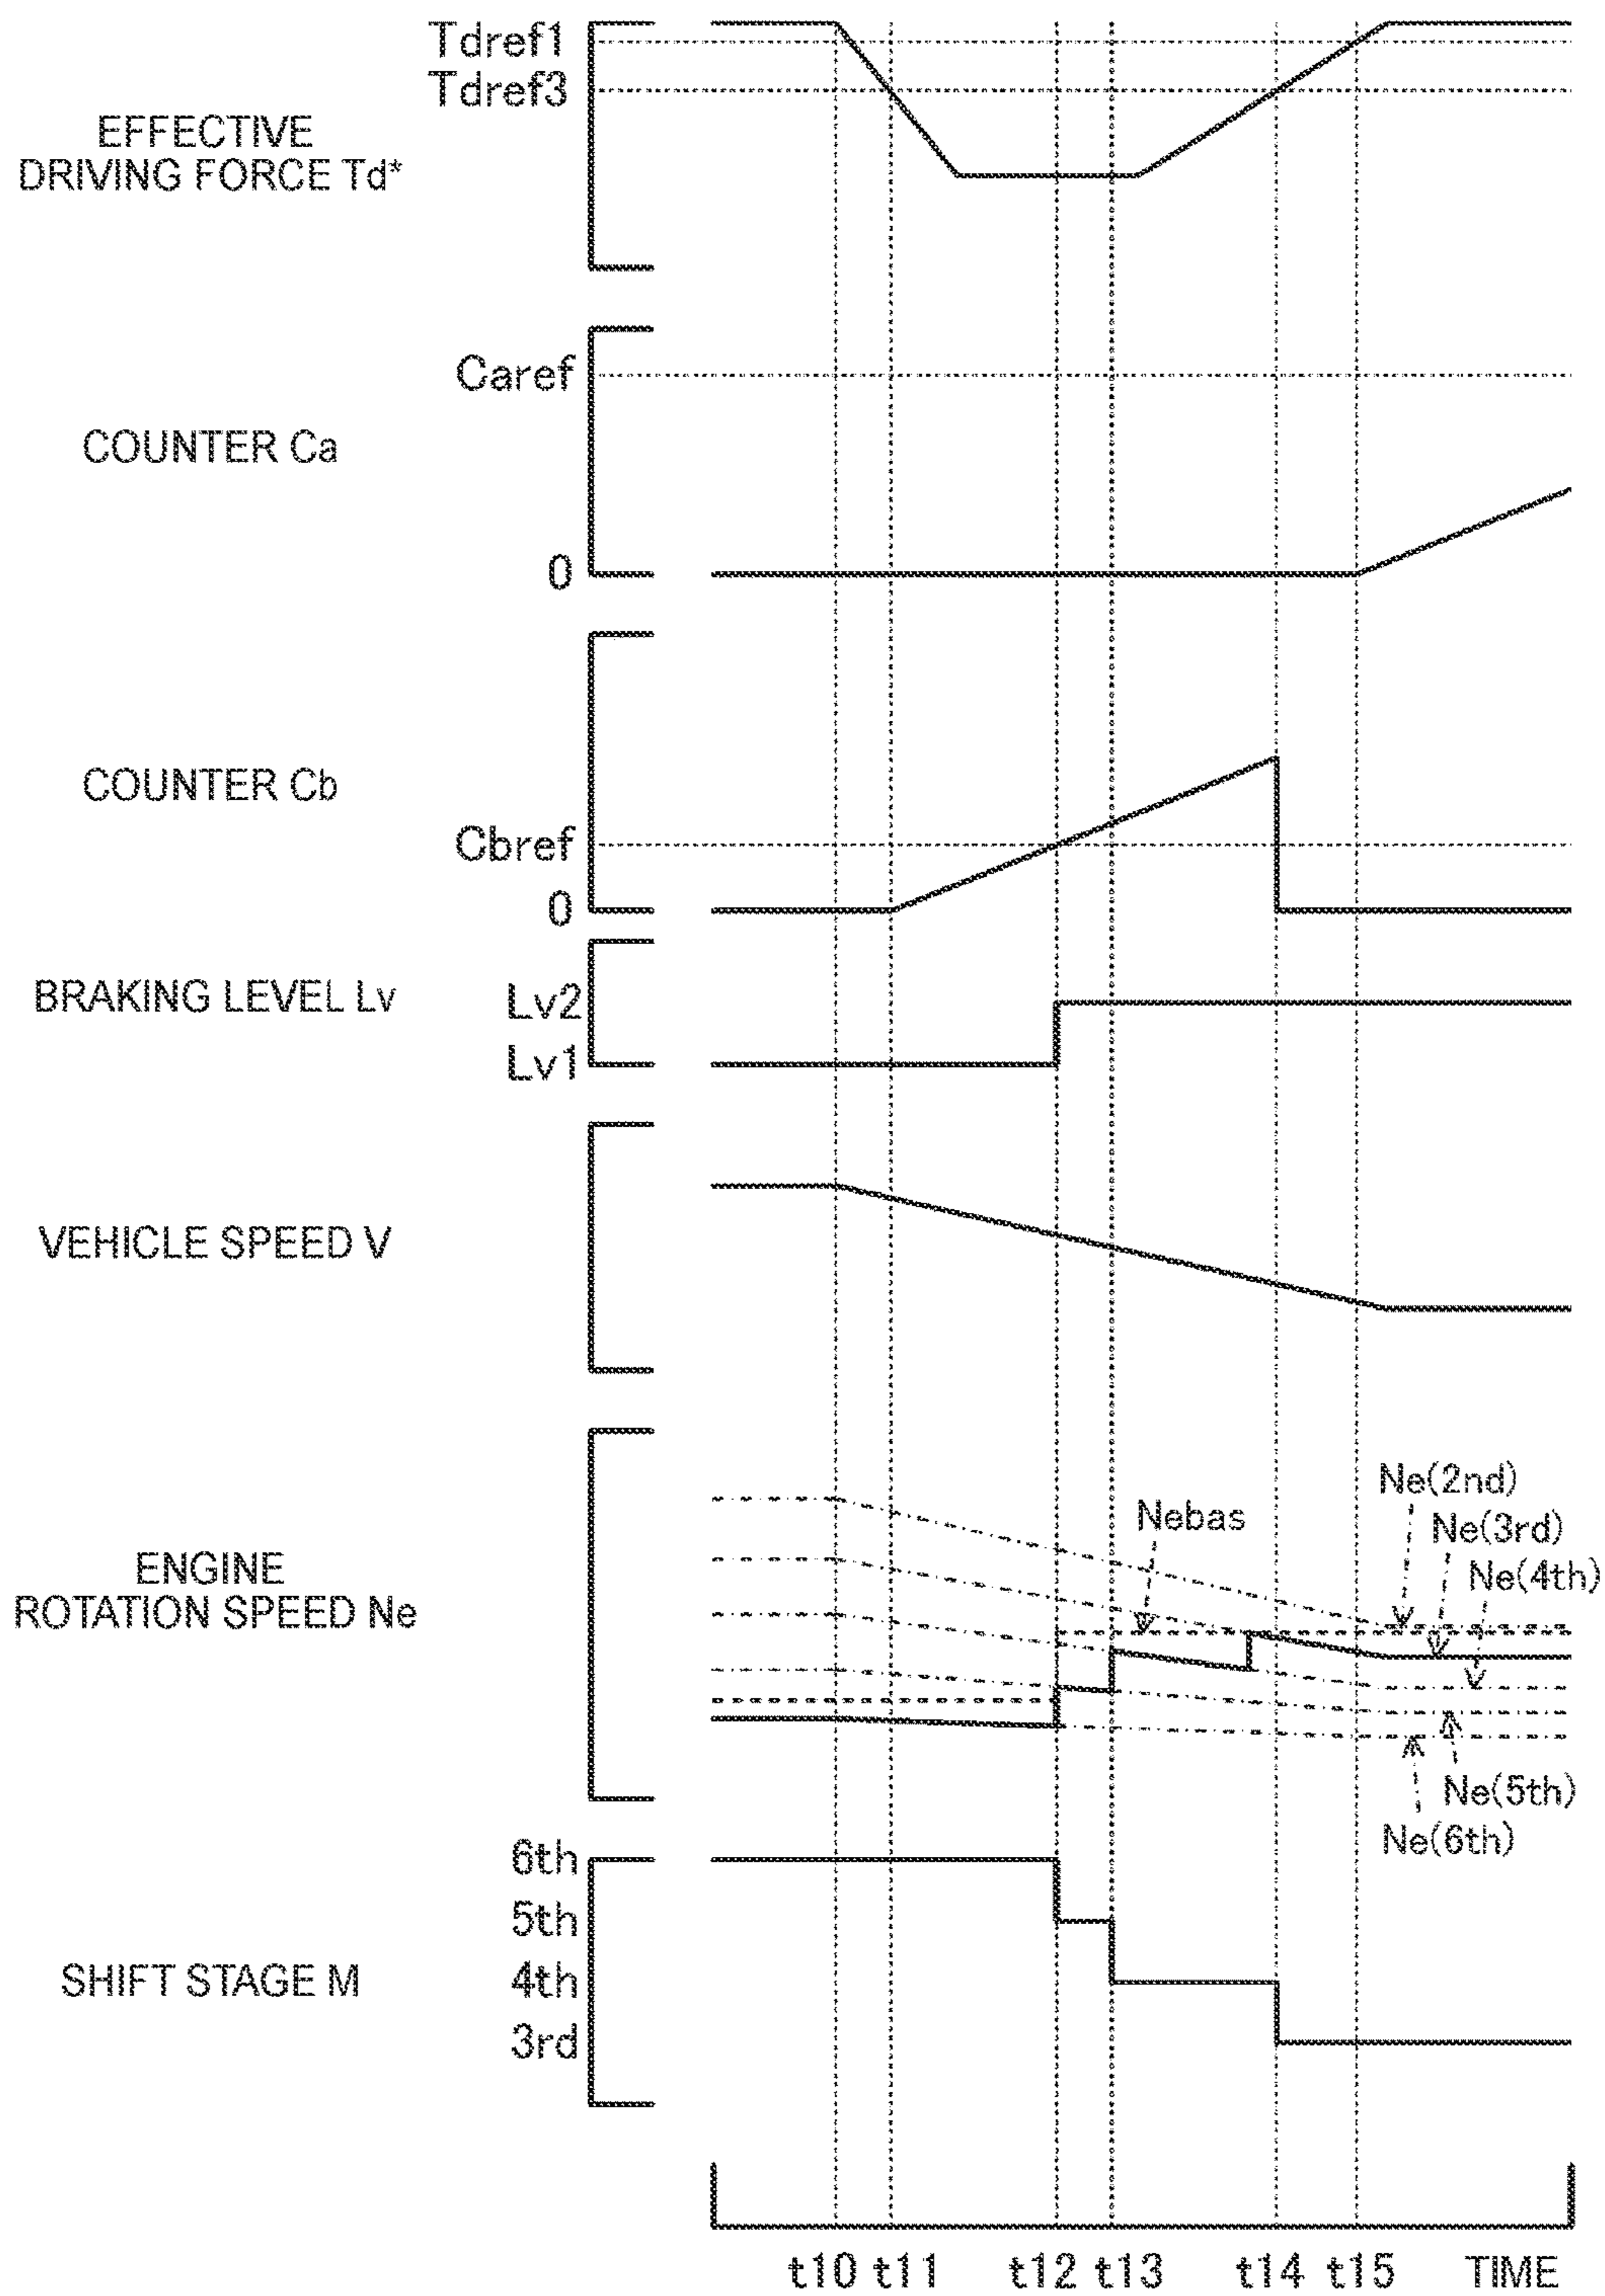 Tdref1
Tdref3
EFFECTIVE
DRIVING FORCE Td*
Caref
COUNTER Ca
0
COUNTER Cb
Cbref
0
BRAKING LEVEL Lv
Lv2
Lv1
VEHICLE SPEED V
ENGINE
ROTATION SPEED Ne
Nebas
Ne(2nd)
Ne(3rd)
Ne(4th)
Ne(5th)
Ne(6th)
6th
5th
SHIFT STAGE M
4th
3rd
t10 t11 t12 t13 t14 t15 TIME